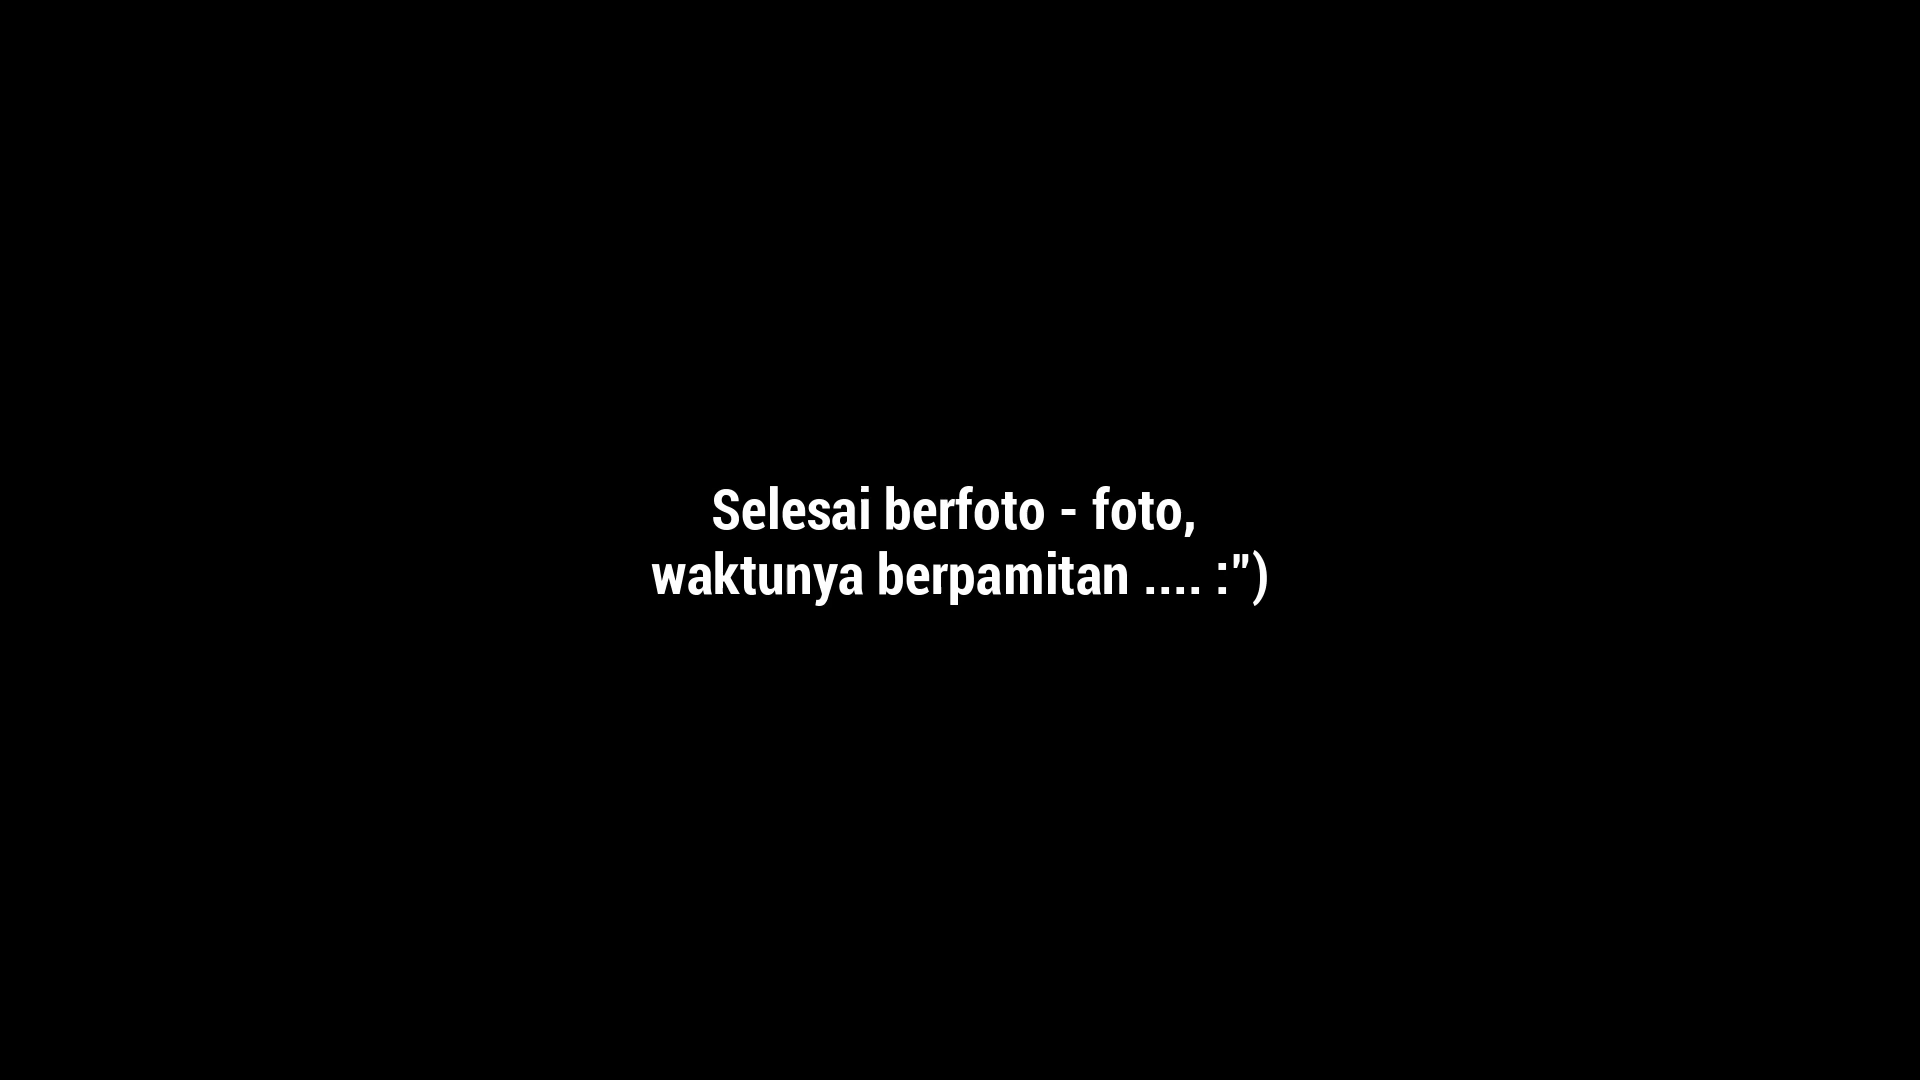 Selesai berfoto - foto,
waktunya berpamitan .... :")